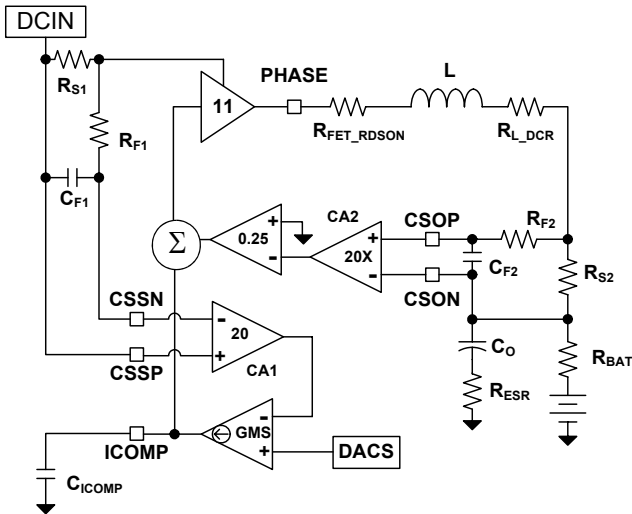 DCIN
RS1
11
PHASE
L
RFET_RDSON
RL_DCR
RF1
CF1
Σ
0.25
+
-
CA2
20X
+
-
CSOP
CSON
RF2
CF2
RS2
CSSN
CSSP
-
20
+
CA1
CO
RESR
RBAT
ICOMP
GMS
-
+
DACS
CICOMP